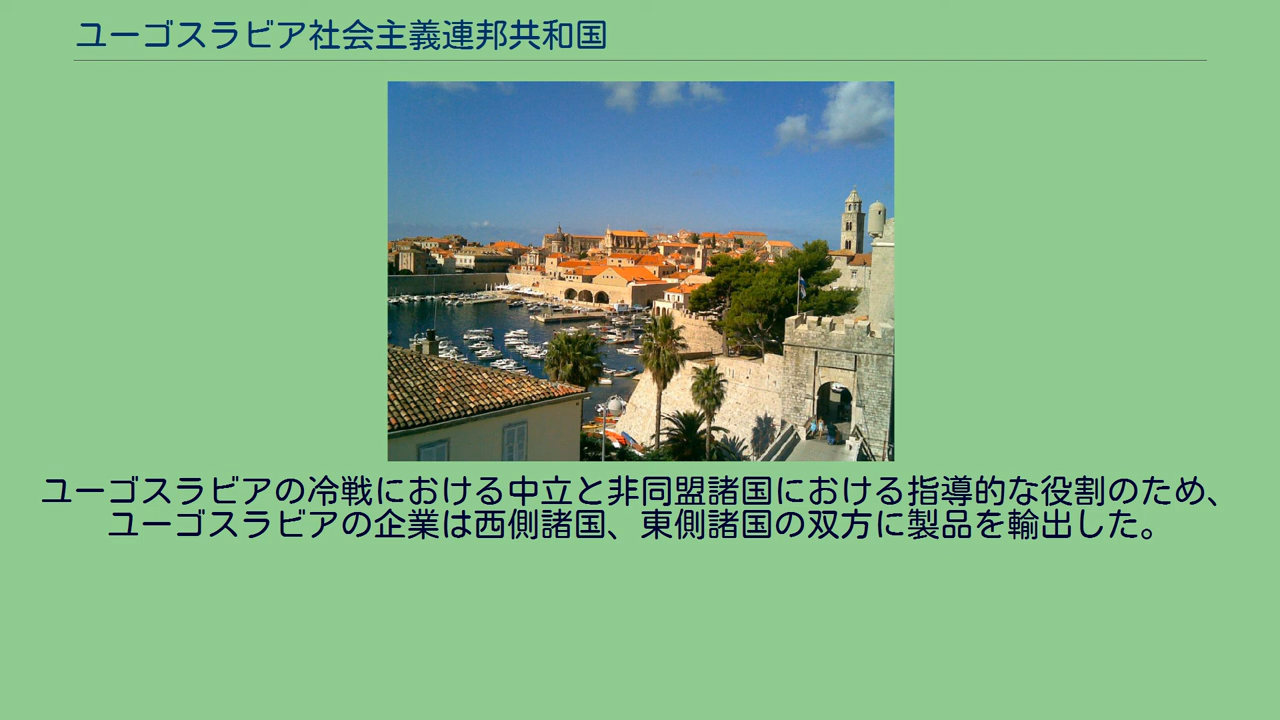 ユーゴスラビア社会主義連邦共和国
ユーゴスラビアの冷戦における中立と非同盟諸国における指導的な役割のため、
ユーゴスラビアの企業は西側諸国、東側諸国の双方に製品を輸出した。